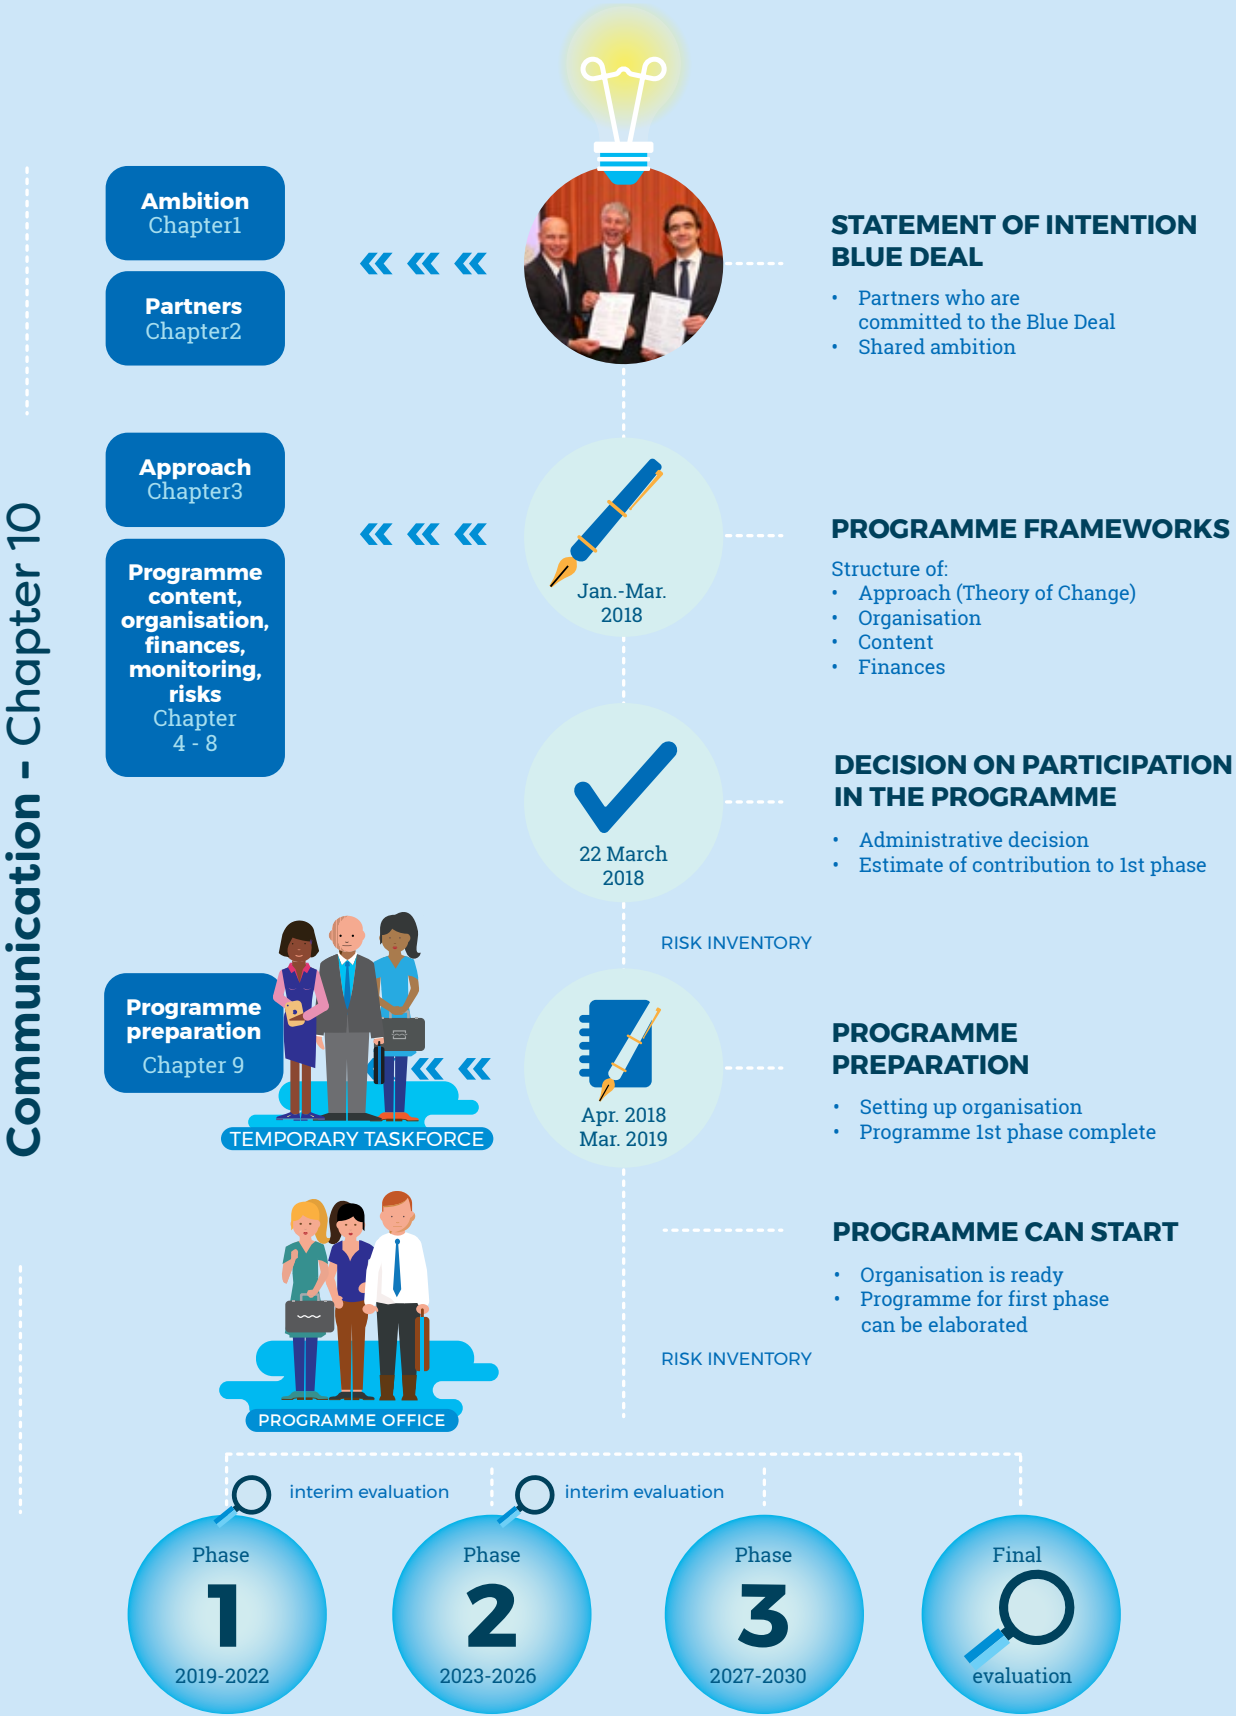 Communication - Chapter 10
Ambition
Chapter1
Partners
Chapter2
STATEMENT OF INTENTION
BLUE DEAL
• Partners who are
committed to the Blue Deal
• Shared ambition
Approach
Chapter3
Programme
content,
organisation,
finances,
monitoring,
risks
Chapter
4 - 8
Jan.-Mar.
2018
PROGRAMME FRAMEWORKS
Structure of:
• Approach (Theory of Change)
• Organisation
• Content
• Finances
22 March
2018
DECISION ON PARTICIPATION
IN THE PROGRAMME
• Administrative decision
• Estimate of contribution to 1st phase
RISK INVENTORY
Programme
preparation
Chapter 9
TEMPORARY TASKFORCE
Apr. 2018
Mar. 2019
PROGRAMME
PREPARATION
• Setting up organisation
• Programme 1st phase complete
PROGRAMME CAN START
• Organisation is ready
• Programme for first phase
can be elaborated
RISK INVENTORY
PROGRAMME OFFICE
interim evaluation
interim evaluation
Phase
1
2019-2022
Phase
2
2023-2026
Phase
3
2027-2030
Final
evaluation